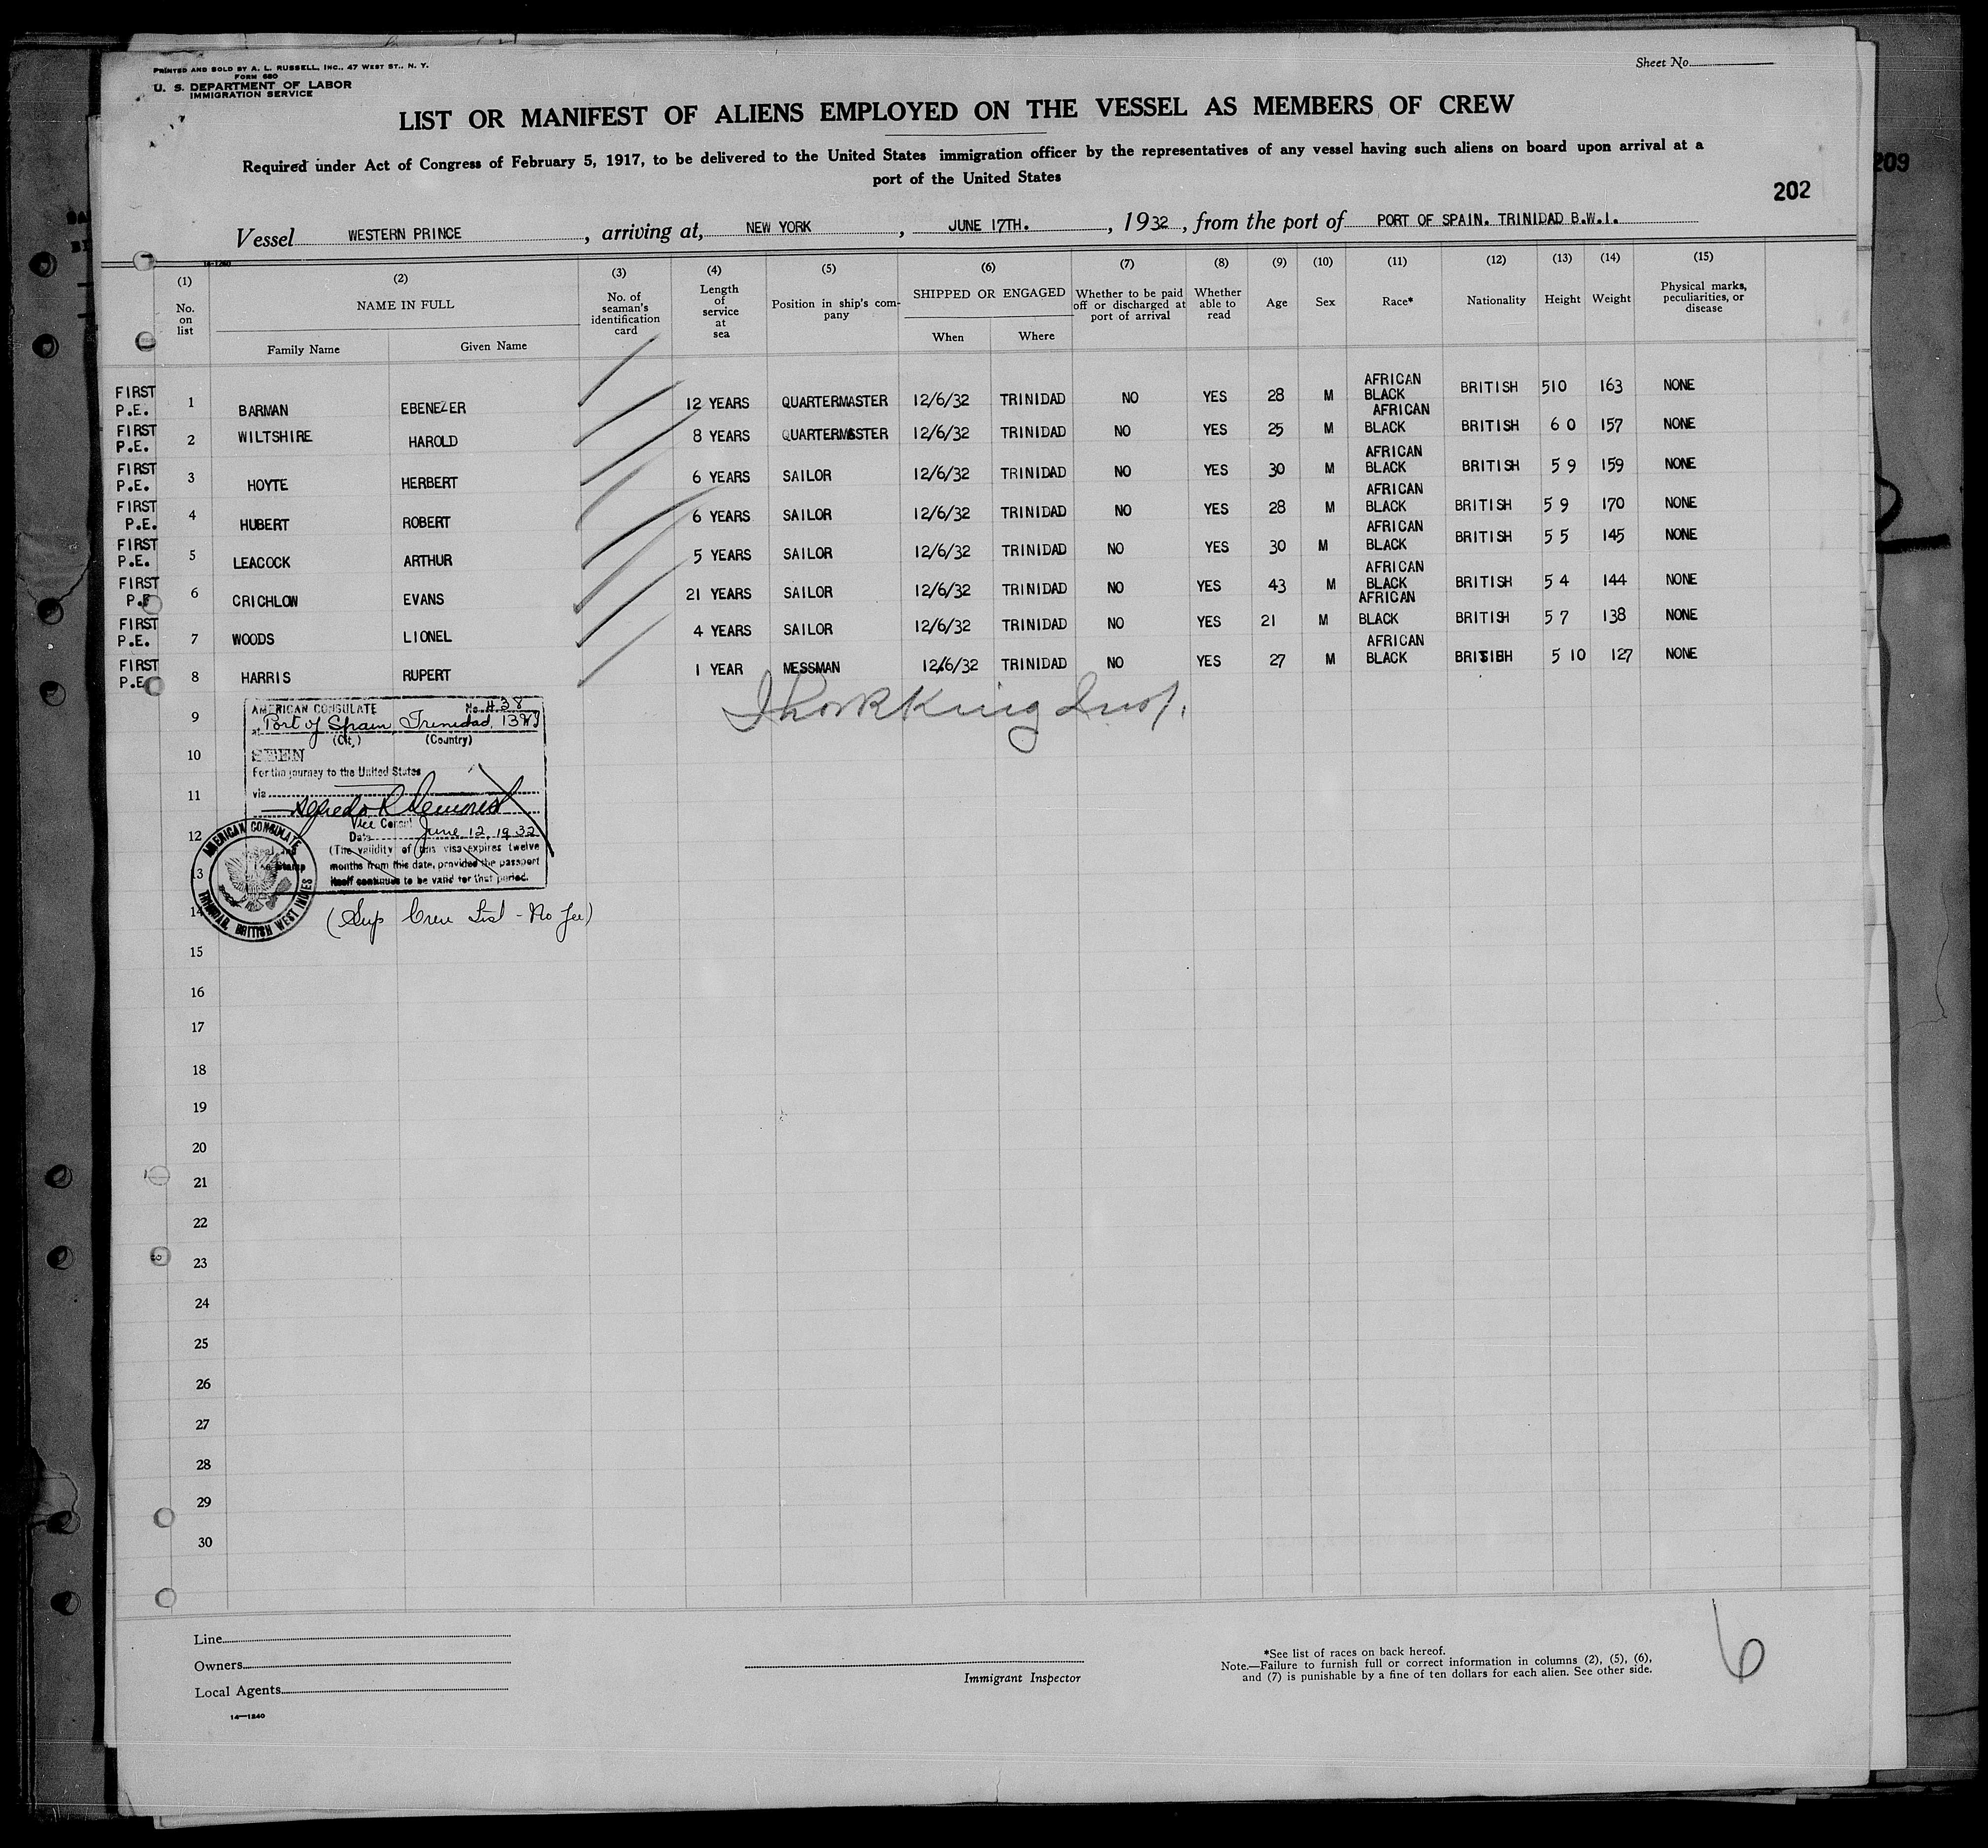 PRINTED AND SOLD BY A. L. RUSSELL, INC., 47 WEST ST., N. Y.
FORM 680
U. S. DEPARTMENT OF LABOR
IMMIGRATION SERVICE
Sheet No.
LIST OR MANIFEST OF ALIENS EMPLOYED ON THE VESSEL AS MEMBERS OF CREW
Required under Act of Congress of February 5, 1917, to be delivered to the United States immigration officer by the representatives of any vessel having such aliens on board upon arrival at a
port of the United States
209
202
Vessel WESTERN PRINCE, arriving at, NEW YORK, JUNE 17TH., 1932, from the port of PORT OF SPAIN. TRINIDAD B.W.I.
14-1240
(1) No. on list
(2) NAME IN FULL Family Name Given Name
(3) No. of seaman's identification card
(4) Length of service at sea
(5) Position in ship's company
(6) SHIPPED OR ENGAGED When Where
(7) Whether to be paid off or discharged at port of arrival
(8) Whether able to read
(9) Age
(10) Sex
(11) Race*
(12) Nationality
(13) Height
(14) Weight
(15) Physical marks, peculiarities, or disease
FIRST P.E. 1 BARMAN EBENEZER 12 YEARS QUARTERMASTER 12/6/32 TRINIDAD NO YES 28 M AFRICAN BLACK BRITISH 510 163 NONE
FIRST P.E. 2 WILTSHIRE HAROLD 8 YEARS QUARTERMASTER 12/6/32 TRINIDAD NO YES 25 M AFRICAN BLACK BRITISH 6 0 157 NONE
FIRST P.E. 3 HOYTE HERBERT 6 YEARS SAILOR 12/6/32 TRINIDAD NO YES 30 M AFRICAN BLACK BRITISH 5 9 159 NONE
FIRST P.E. 4 HUBERT ROBERT 6 YEARS SAILOR 12/6/32 TRINIDAD NO YES 28 M AFRICAN BLACK BRITISH 5 9 170 NONE
FIRST P.E. 5 LEACOCK ARTHUR 5 YEARS SAILOR 12/6/32 TRINIDAD NO YES 30 M AFRICAN BLACK BRITISH 5 5 145 NONE
FIRST P.E 6 CRICHLOW EVANS 21 YEARS SAILOR 12/6/32 TRINIDAD NO YES 43 M AFRICAN BLACK BRITISH 5 4 144 NONE
FIRST P.E. 7 WOODS LIONEL 4 YEARS SAILOR 12/6/32 TRINIDAD NO YES 21 M AFRICAN BLACK BRITISH 5 7 138 NONE
FIRST P.E. 8 HARRIS RUPERT 1 YEAR MESSMAN 12/6/32 TRINIDAD NO YES 27 M AFRICAN BLACK BRITISH 5 10 127 NONE
9
10
11
12
13
14
15
16
17
18
19
20
21
22
23
24
25
26
27
28
29
30
AMERICAN CONSULATE No. 438
at Port of Spain, Trinidad, BWI
(City) (Country)
SEEN
For the journey to the United States
via
Vice Consul
Date June 12, 1932
(The validity of this visa expires twelve
months from this date, provided the passport
itself continues to be valid for that period.
AMERICAN CONSULATE
TRINIDAD, BRITISH WEST INDIES
(Sup Crew List - No fee)
Line
Owners
Local Agents
14—1240
Immigrant Inspector
*See list of races on back hereof.
Note.—Failure to furnish full or correct information in columns (2), (5), (6),
and (7) is punishable by a fine of ten dollars for each alien. See other side.
6